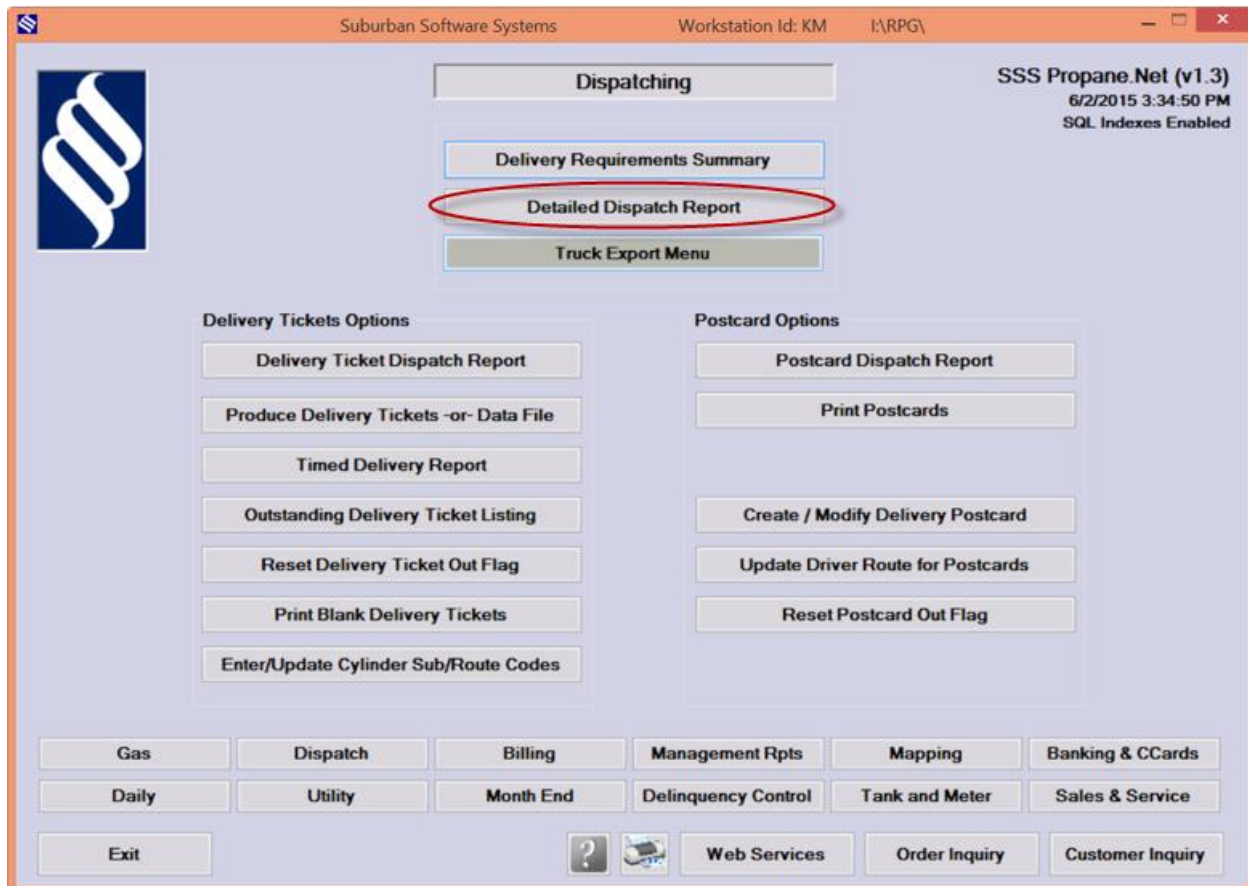 Suburban Software Systems Workstation Id: KM I:\RPG\
Dispatching
SSS Propane.Net (v1.3)
6/2/2015 3:34:50 PM
SQL Indexes Enabled
Delivery Requirements Summary
Detailed Dispatch Report
Truck Export Menu
Delivery Tickets Options
Delivery Ticket Dispatch Report
Produce Delivery Tickets -or- Data File
Timed Delivery Report
Outstanding Delivery Ticket Listing
Reset Delivery Ticket Out Flag
Print Blank Delivery Tickets
Enter/Update Cylinder Sub/Route Codes
Postcard Options
Postcard Dispatch Report
Print Postcards
Create / Modify Delivery Postcard
Update Driver Route for Postcards
Reset Postcard Out Flag
Gas Dispatch Billing Management Rpts Mapping Banking & CCards
Daily Utility Month End Delinquency Control Tank and Meter Sales & Service
Exit ? Web Services Order Inquiry Customer Inquiry